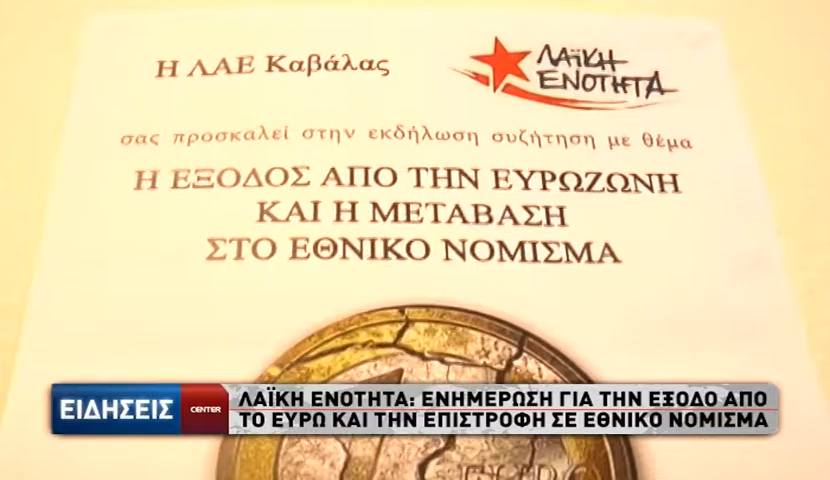 Η ΛΑΕ Καβάλας
ΛΑΪΚΗ
ΕΝΟΤΗΤΑ
σας προσκαλεί στην εκδήλωση συζήτηση με θέμα
Η ΕΞΟΔΟΣ ΑΠΟ ΤΗΝ ΕΥΡΩΖΩΝΗ
ΚΑΙ Η ΜΕΤΑΒΑΣΗ
ΣΤΟ ΕΘΝΙΚΟ ΝΟΜΙΣΜΑ
ΕΙΔΗΣΕΙΣ CENTER
ΛΑΪΚΗ ΕΝΟΤΗΤΑ: ΕΝΗΜΕΡΩΣΗ ΓΙΑ ΤΗΝ ΕΞΟΔΟ ΑΠΟ
ΤΟ ΕΥΡΩ ΚΑΙ ΤΗΝ ΕΠΙΣΤΡΟΦΗ ΣΕ ΕΘΝΙΚΟ ΝΟΜΙΣΜΑ